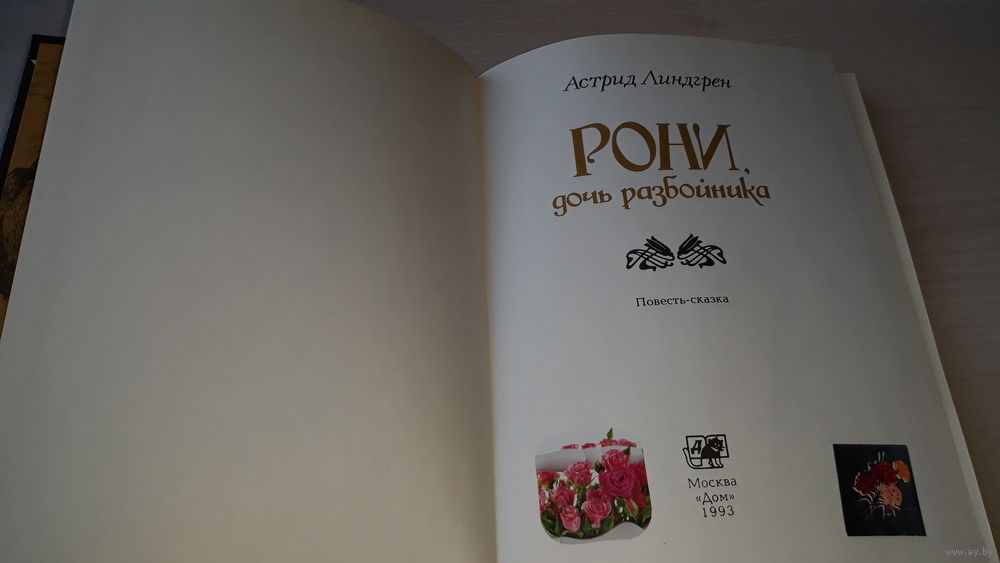 Астрид Линдгрен
РОНИ,
дочь разбойника
Повесть-сказка
Д
Москва
«Дом»
1993
www.ay.by